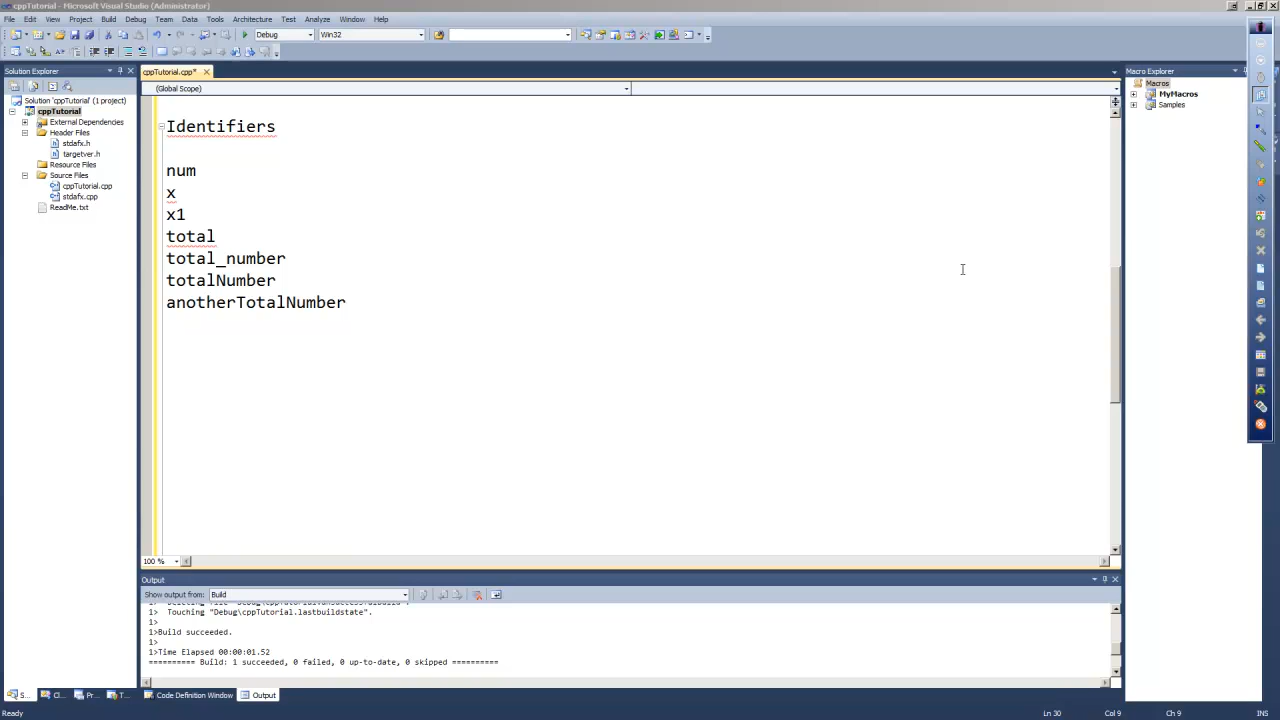 cppTutorial - Microsoft Visual Studio (Administrator)
File Edit View Project Build Debug Team Data Tools Architecture Test Analyze Window Help
Debug Win32
Solution Explorer
cppTutorial.cpp*
Macro Explorer
(Global Scope)
Solution 'cppTutorial' (1 project)
cppTutorial
External Dependencies
Header Files
stdafx.h
targetver.h
Resource Files
Source Files
cppTutorial.cpp
stdafx.cpp
ReadMe.txt
Macros
MyMacros
Samples
Identifiers
num
x
x1
total
total_number
totalNumber
anotherTotalNumber
100 %
Output
Show output from: Build
1> Touching "Debug\cppTutorial.lastbuildstate".
1>
1>Build succeeded.
1>
1>Time Elapsed 00:00:01.52
========== Build: 1 succeeded, 0 failed, 0 up-to-date, 0 skipped ==========
S... Cl... Pr... T... Code Definition Window Output
Ready Ln 30 Col 9 Ch 9 INS